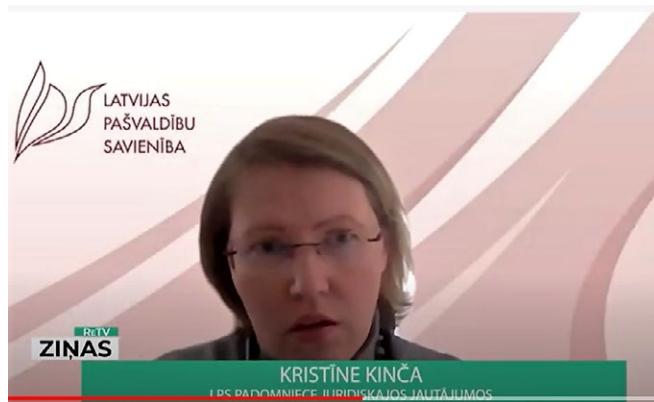 LATVIJAS
PAŠVALDĪBU
SAVIENĪBA
RETV
ZIŅAS
KRISTĪNE KINČA
LPS PADOMNIECE JURIDISKAJOS JAUTĀJUMOS